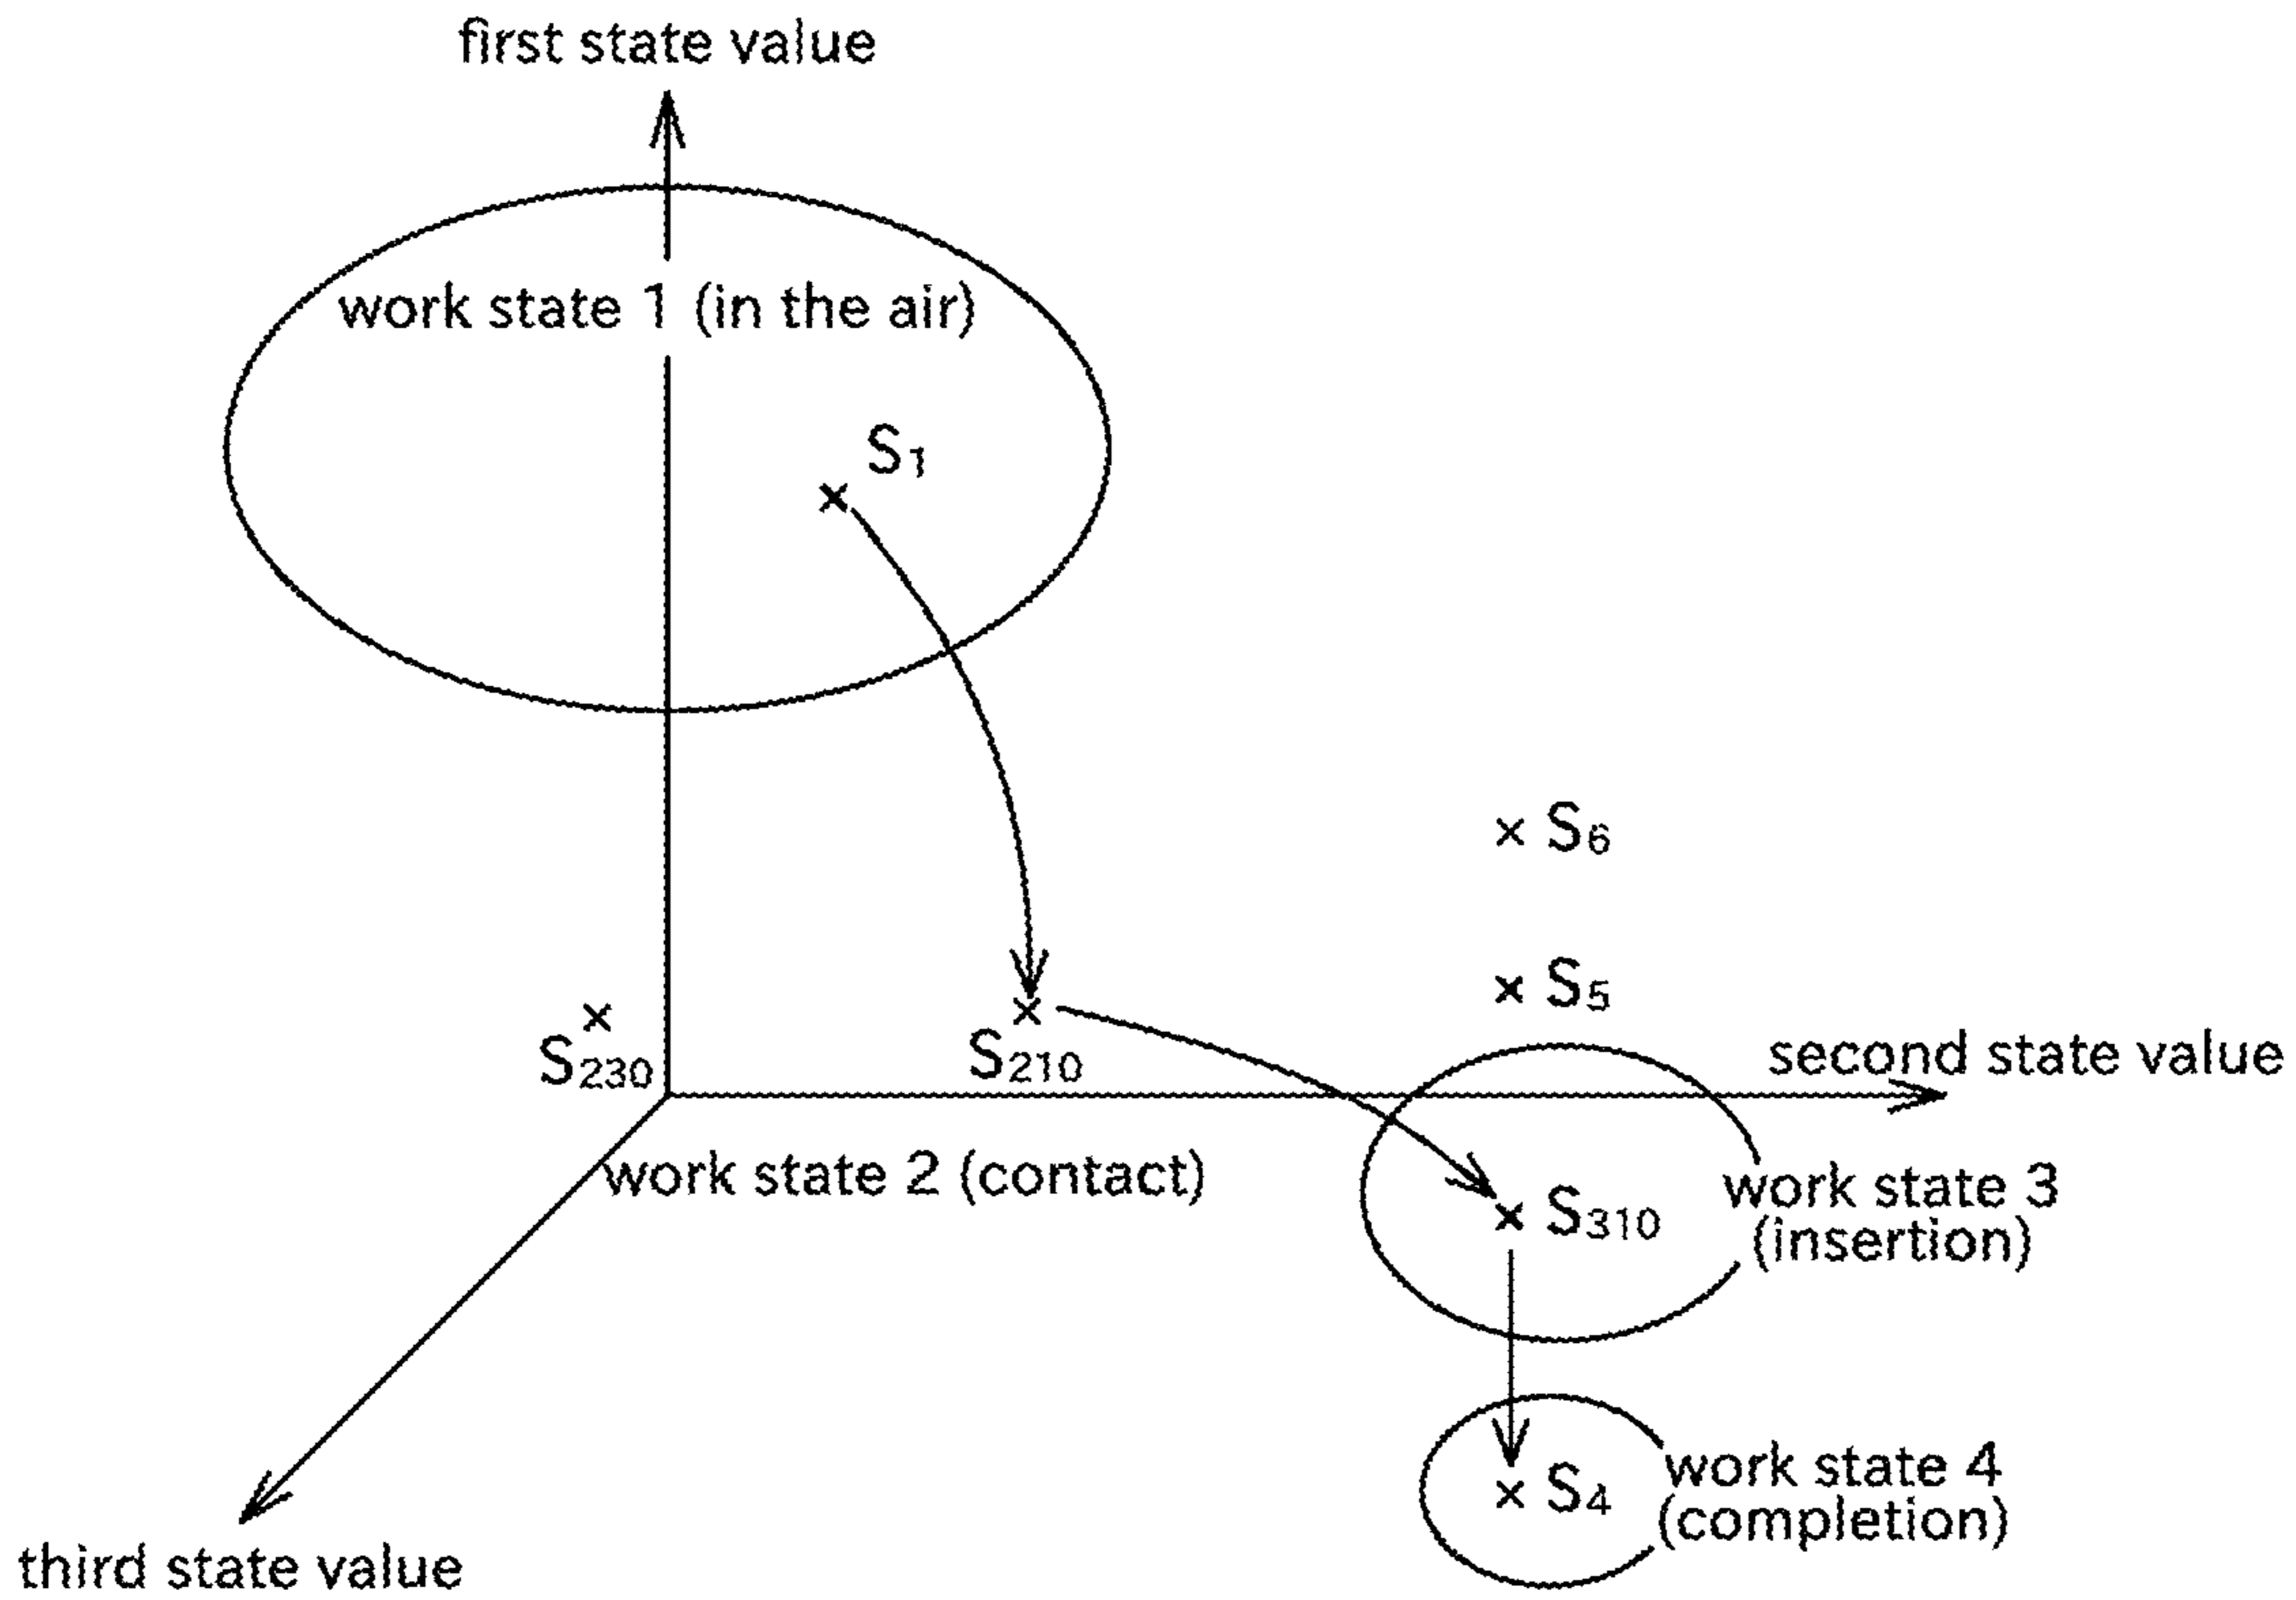 first state value
work state 1 (in the air)
S1
× S6
× S5
×
S230
×
S210
second state value
work state 2 (contact)
× S310
work state 3
(insertion)
× S4
work state 4
(completion)
third state value